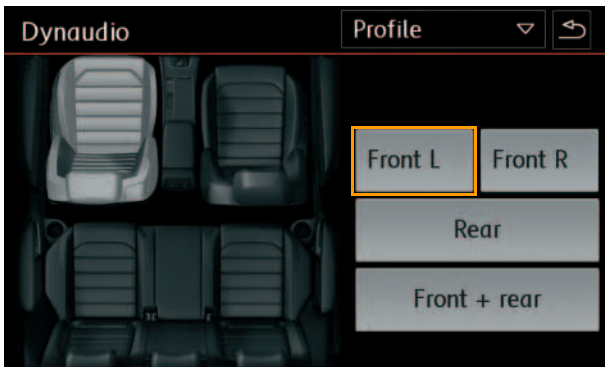 Dynaudio
Profile
Front L
Front R
Rear
Front + rear